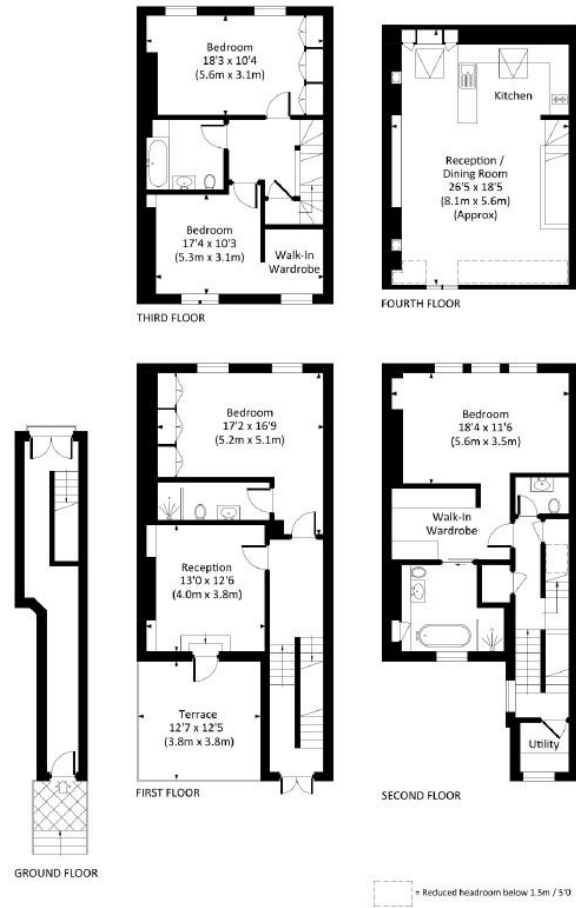 Bedroom
18'3 x 10'4
(5.6m x 3.1m)
Bedroom
17'4 x 10'3
(5.3m x 3.1m)
Walk-In
Wardrobe
THIRD FLOOR
Kitchen
Reception /
Dining Room
26'5 x 18'5
(8.1m x 5.6m)
(Approx)
FOURTH FLOOR
GROUND FLOOR
Bedroom
17'2 x 16'9
(5.2m x 5.1m)
Reception
13'0 x 12'6
(4.0m x 3.8m)
Terrace
12'7 x 12'5
(3.8m x 3.8m)
FIRST FLOOR
Bedroom
18'4 x 11'6
(5.6m x 3.5m)
Walk-In
Wardrobe
Utility
SECOND FLOOR
= Reduced headroom below 1.5m / 5'0